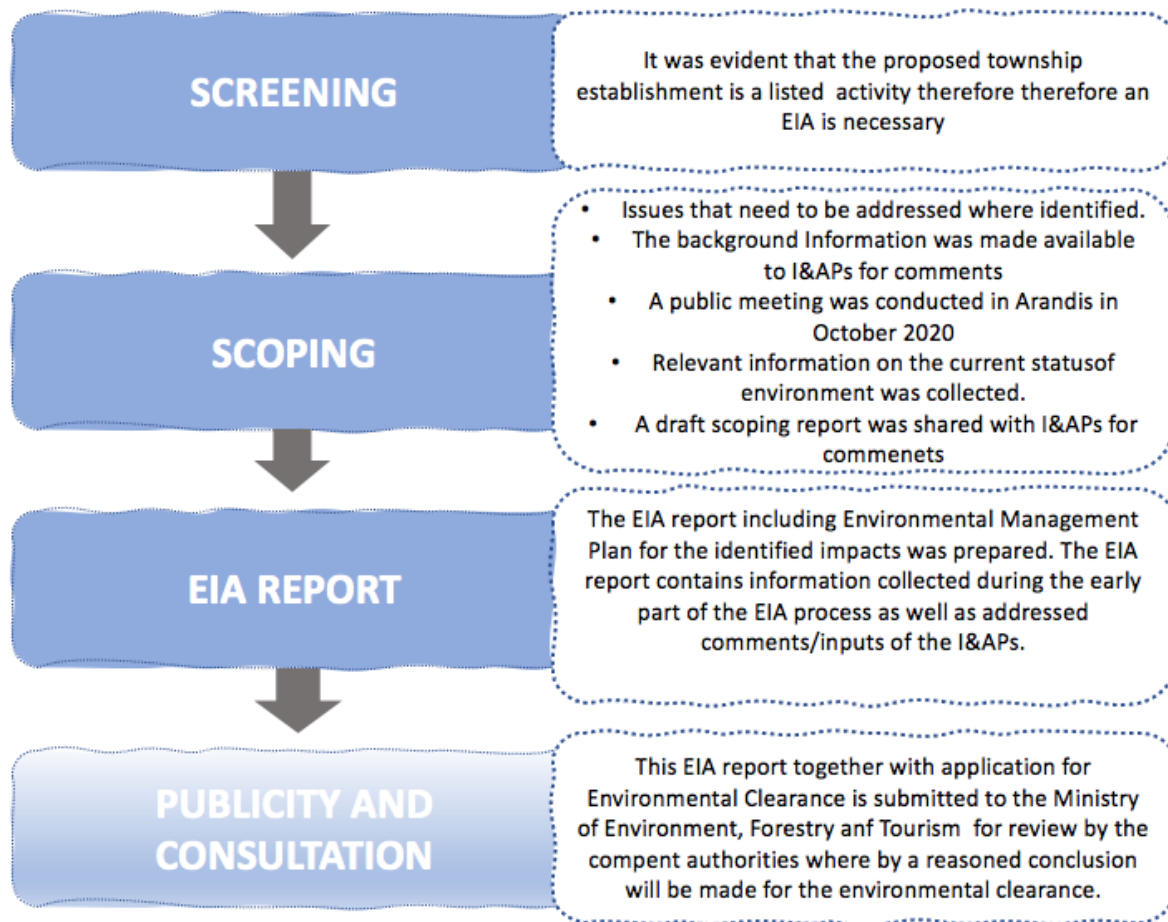 SCREENING
It was evident that the proposed township
establishment is a listed activity therefore therefore an
EIA is necessary
SCOPING
• Issues that need to be addressed where identified.
• The background Information was made available
to I&APs for comments
• A public meeting was conducted in Arandis in
October 2020
• Relevant information on the current statusof
environment was collected.
• A draft scoping report was shared with I&APs for
commenets
EIA REPORT
The EIA report including Environmental Management
Plan for the identified impacts was prepared. The EIA
report contains information collected during the early
part of the EIA process as well as addressed
comments/inputs of the I&APs.
PUBLICITY AND
CONSULTATION
This EIA report together with application for
Environmental Clearance is submitted to the Ministry
of Environment, Forestry anf Tourism for review by the
compent authorities where by a reasoned conclusion
will be made for the environmental clearance.